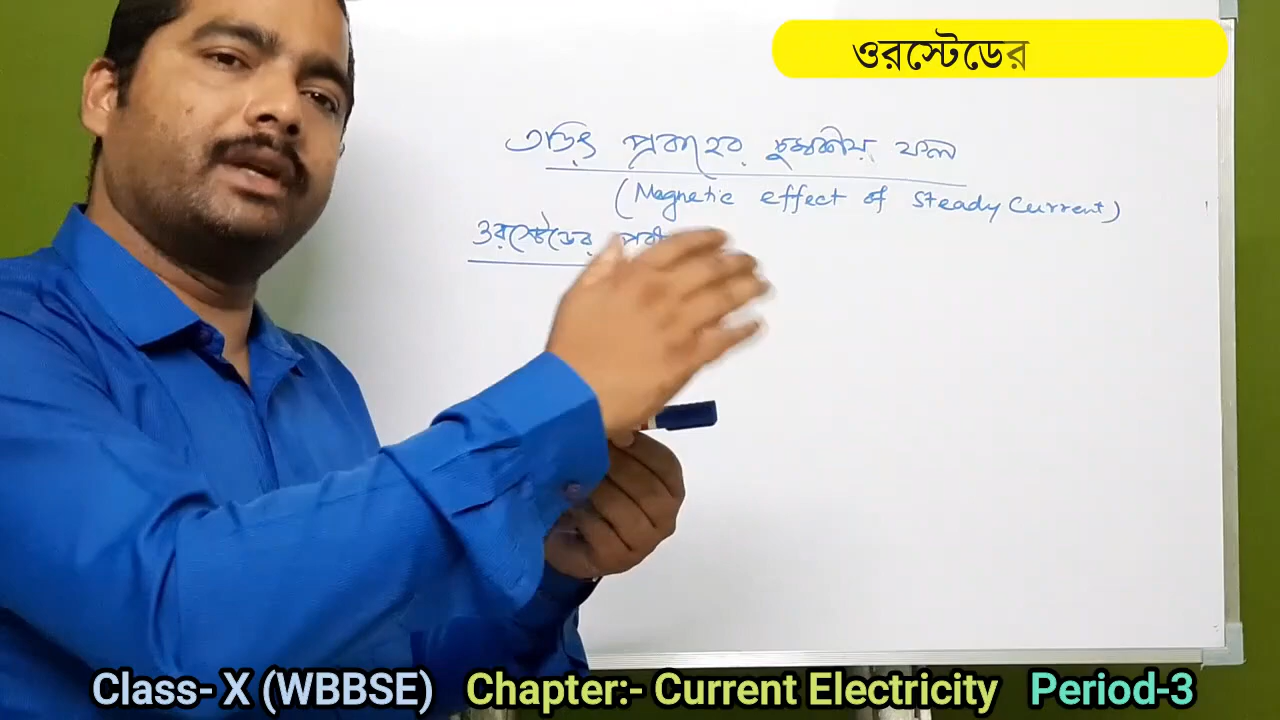 ওরস্টেডের
তড়িৎ প্রবাহের চুম্বকীয় ফল
(Magnetic effect of Steady Current)
ওরস্টেডের
Class- X (WBBSE) Chapter:- Current Electricity Period-3